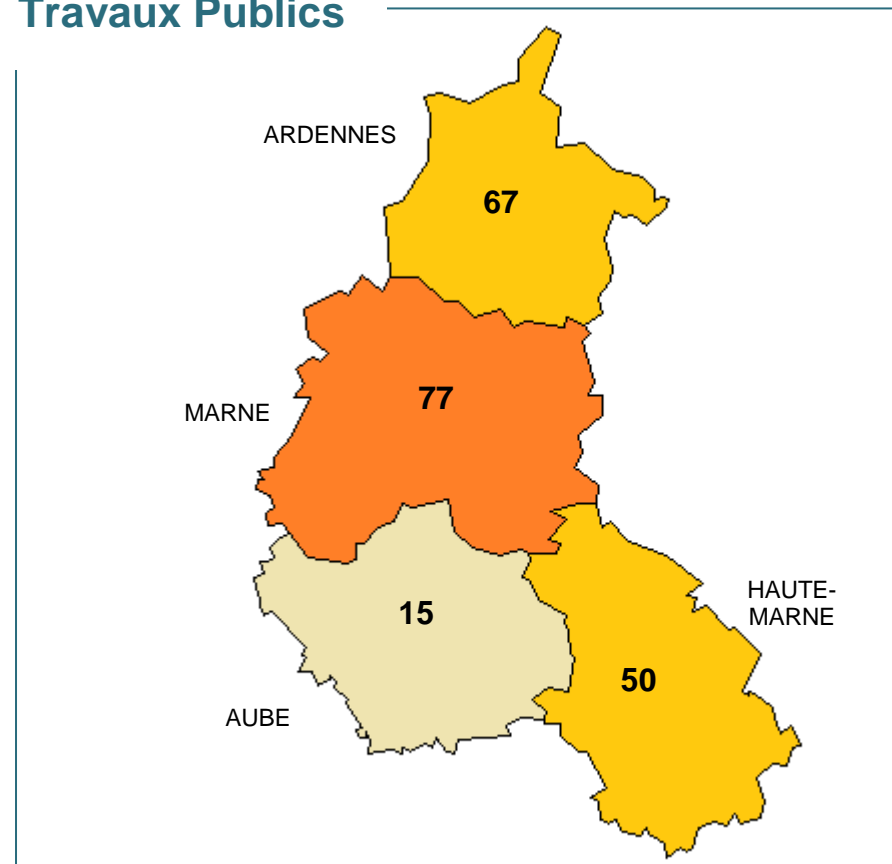 Travaux Publics
ARDENNES
67
77
MARNE
HAUTE-
MARNE
15
50
AUBE